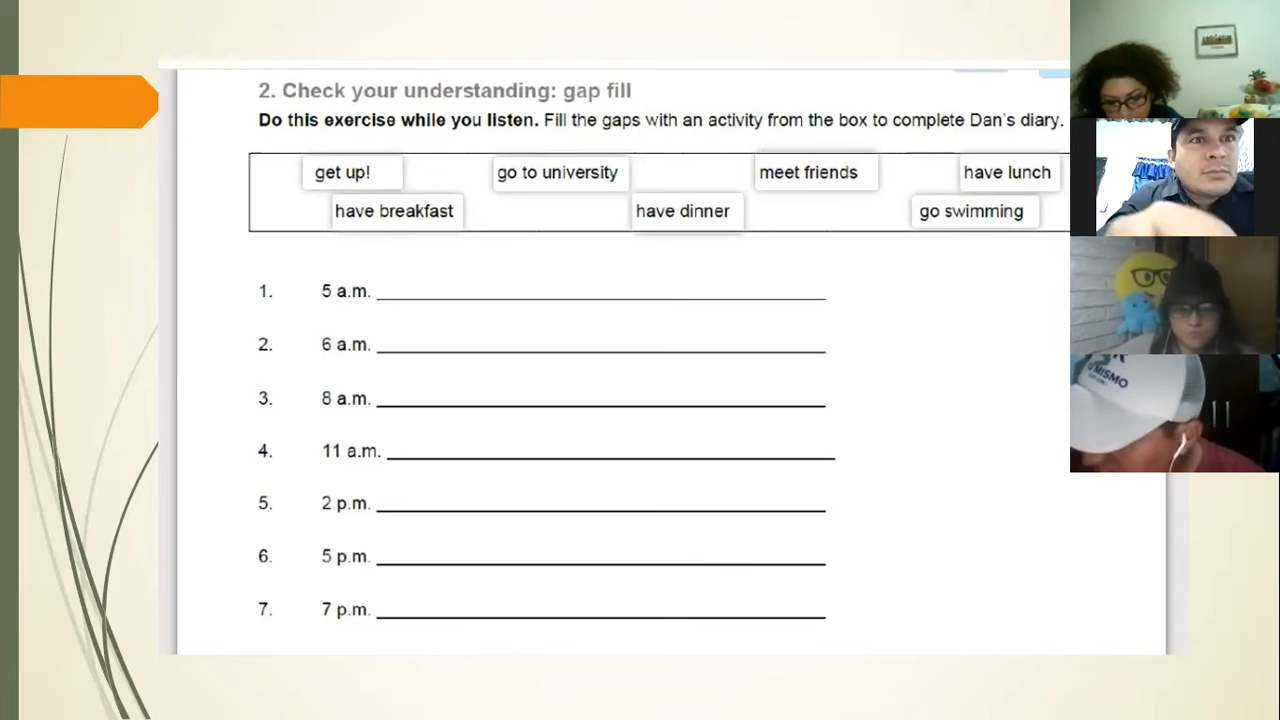 2. Check your understanding: gap fill
Do this exercise while you listen. Fill the gaps with an activity from the box to complete Dan's diary.
get up! go to university meet friends have lunch
have breakfast have dinner go swimming
1. 5 a.m.
2. 6 a.m.
3. 8 a.m.
4. 11 a.m.
5. 2 p.m.
6. 5 p.m.
7. 7 p.m.
MISMO